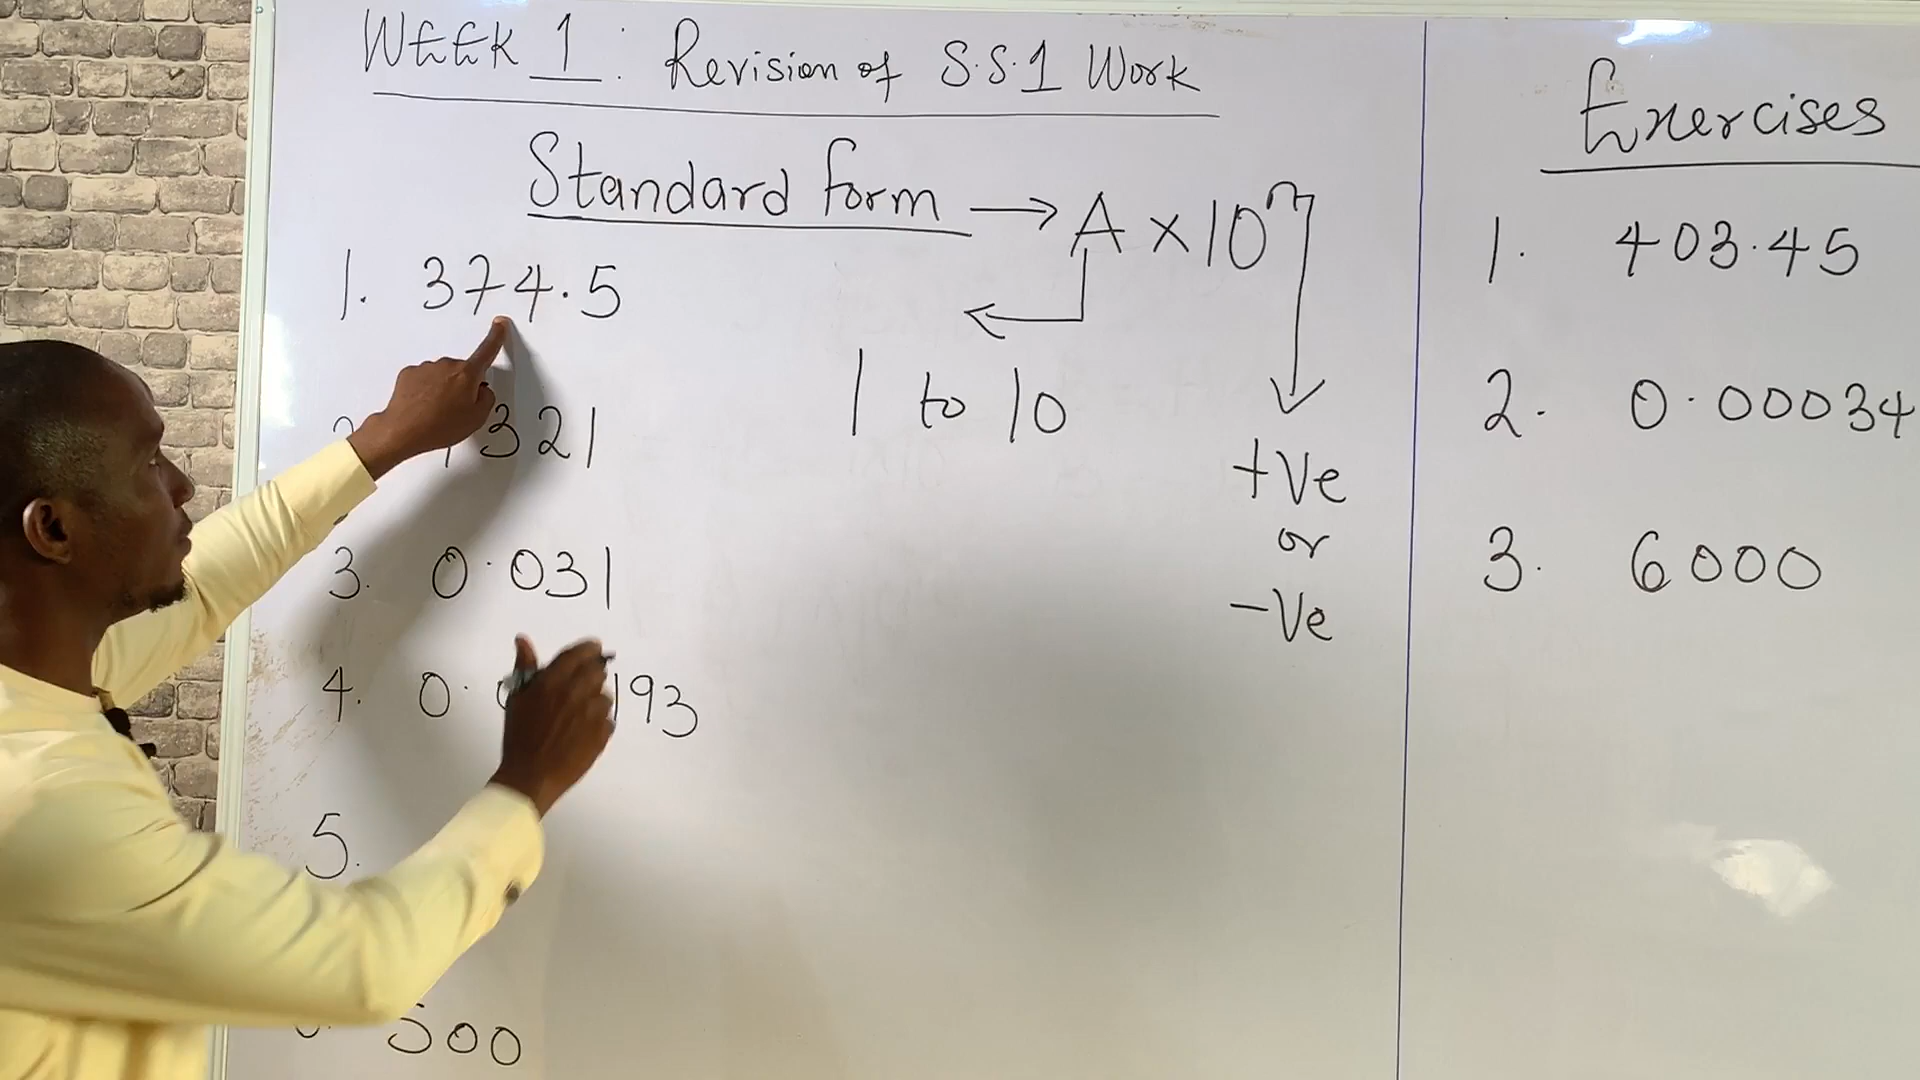 WEEK 1: Revision of S.S.1 Work
Standard form → A × 10ⁿ
1. 374.5
321
1 to 10
+Ve
or
-Ve
3. 0.031
4. 0. 193
5.
500
Exercises
1. 403.45
2. 0.00034
3. 6000